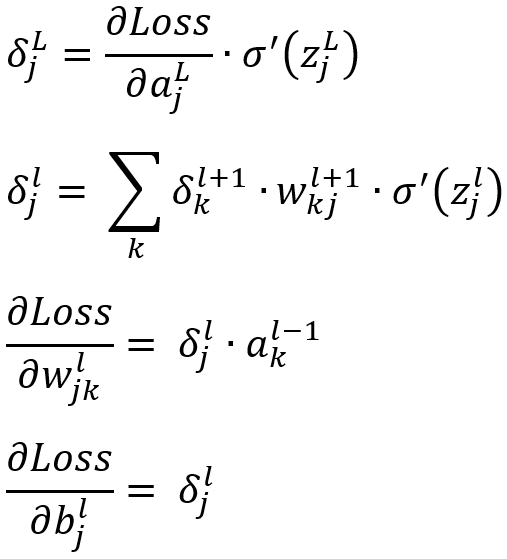 δ_j^L = ∂Loss/∂a_j^L · σ′(z_j^L)
δ_j^l = ∑_k δ_k^{l+1} · w_{kj}^{l+1} · σ′(z_j^l)
∂Loss/∂w_{jk}^l = δ_j^l · a_k^{l−1}
∂Loss/∂b_j^l = δ_j^l